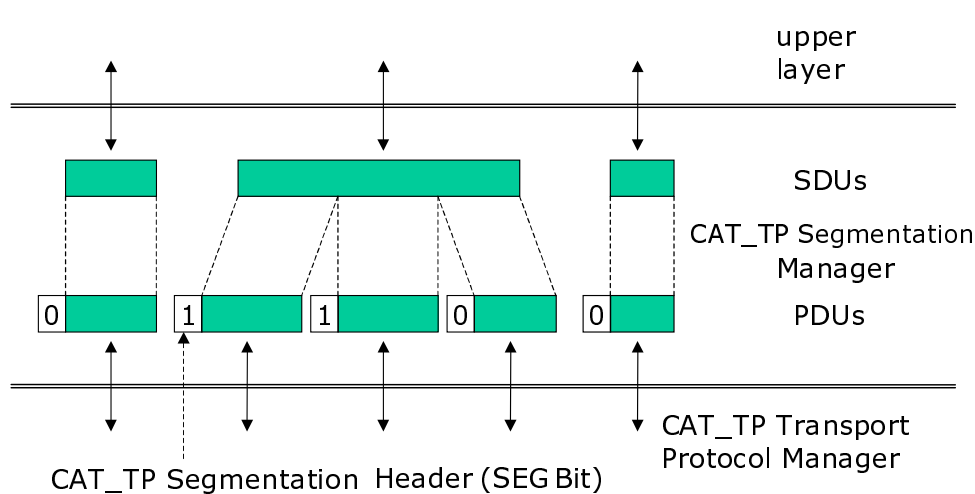 upper
layer
SDUs
CAT_TP Segmentation
Manager
0 1 1 0 0 PDUs
CAT_TP Transport
Protocol Manager
CAT_TP Segmentation Header (SEG Bit)